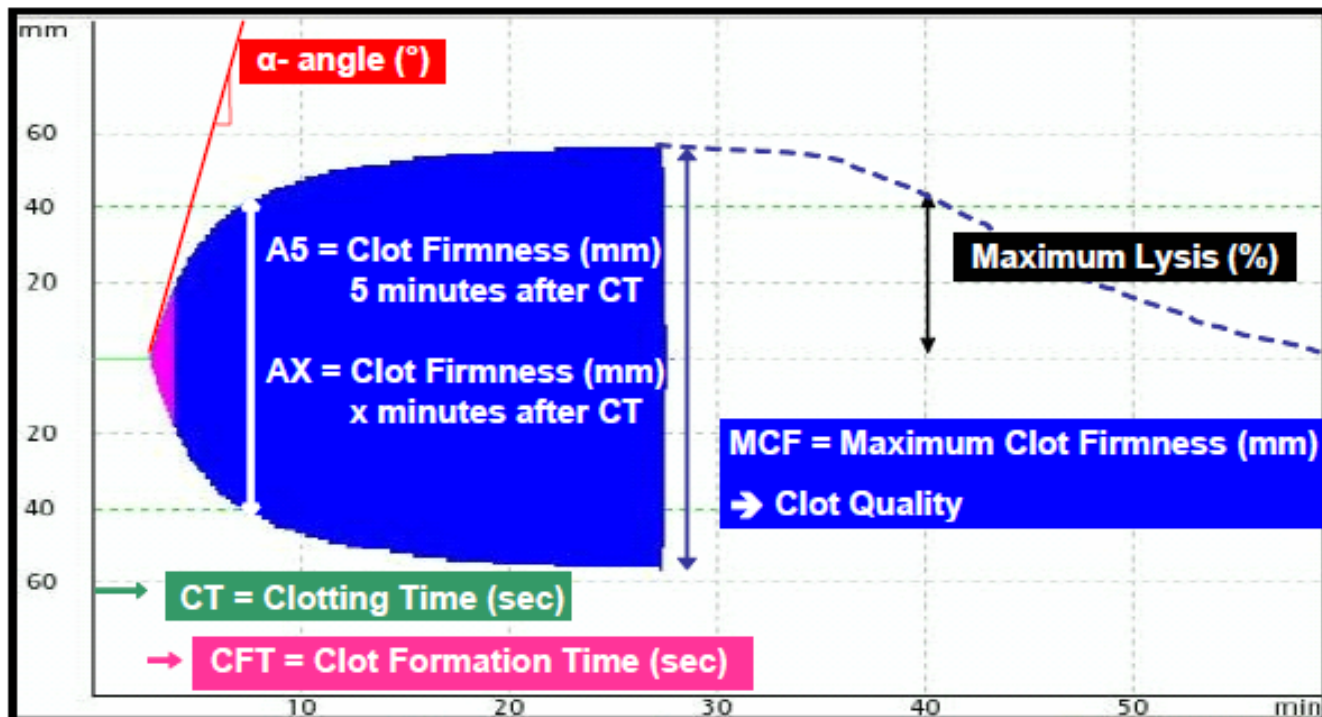 mm
α- angle (°)
60
40
A5 = Clot Firmness (mm)
5 minutes after CT
Maximum Lysis (%)
20
AX = Clot Firmness (mm)
x minutes after CT
20
MCF = Maximum Clot Firmness (mm)
➔ Clot Quality
40
60
CT = Clotting Time (sec)
CFT = Clot Formation Time (sec)
10 20 30 40 50 min